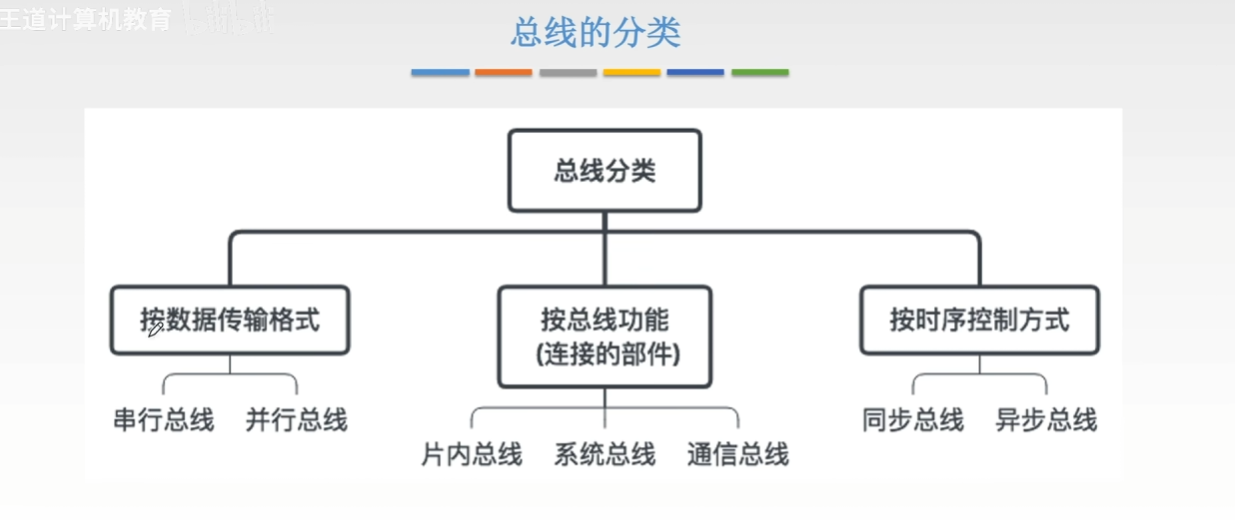 王道计算机教育
总线的分类
总线分类
按数据传输格式
按总线功能
(连接的部件)
按时序控制方式
串行总线 并行总线
片内总线 系统总线 通信总线
同步总线 异步总线